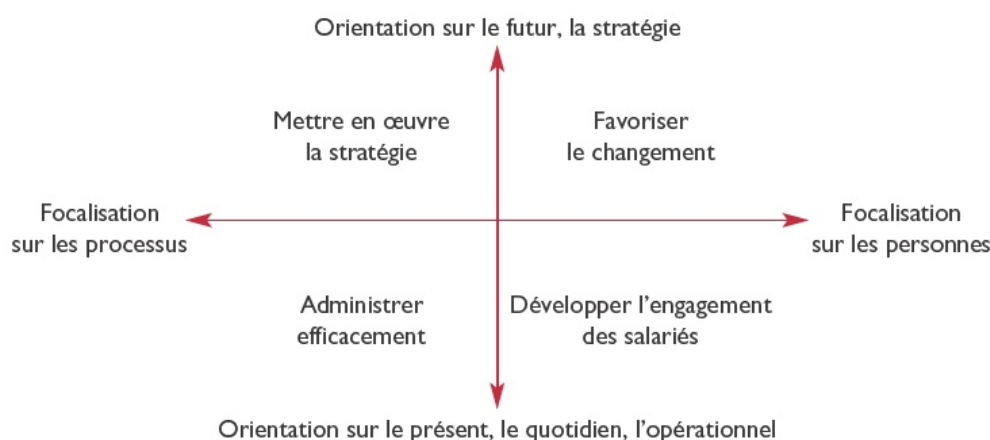 Orientation sur le futur, la stratégie
Mettre en œuvre
la stratégie
Favoriser
le changement
Focalisation
sur les processus
Focalisation
sur les personnes
Administrer
efficacement
Développer l’engagement
des salariés
Orientation sur le présent, le quotidien, l’opérationnel